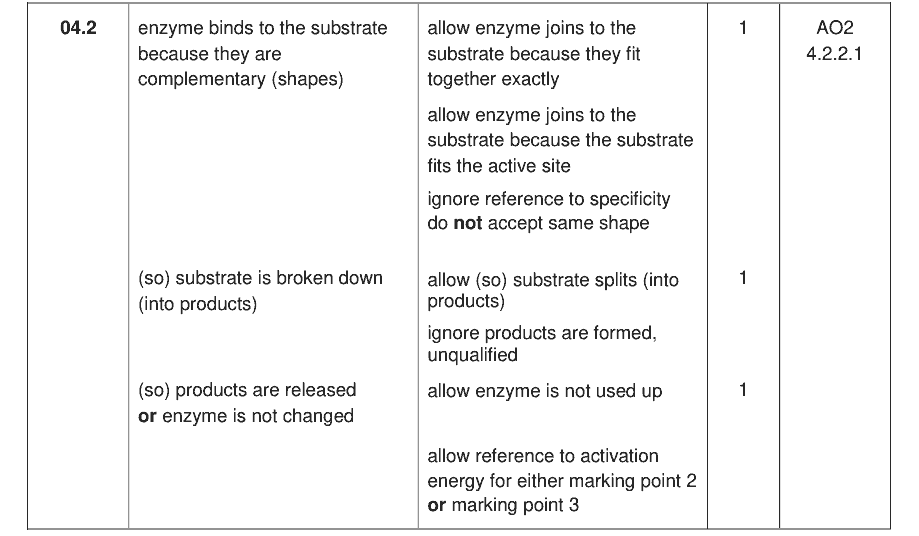 04.2
enzyme binds to the substrate
because they are
complementary (shapes)
allow enzyme joins to the
substrate because they fit
together exactly
allow enzyme joins to the
substrate because the substrate
fits the active site
ignore reference to specificity
do not accept same shape
1
AO2
4.2.2.1
(so) substrate is broken down
(into products)
allow (so) substrate splits (into
products)
ignore products are formed,
unqualified
1
(so) products are released
or enzyme is not changed
allow enzyme is not used up
allow reference to activation
energy for either marking point 2
or marking point 3
1